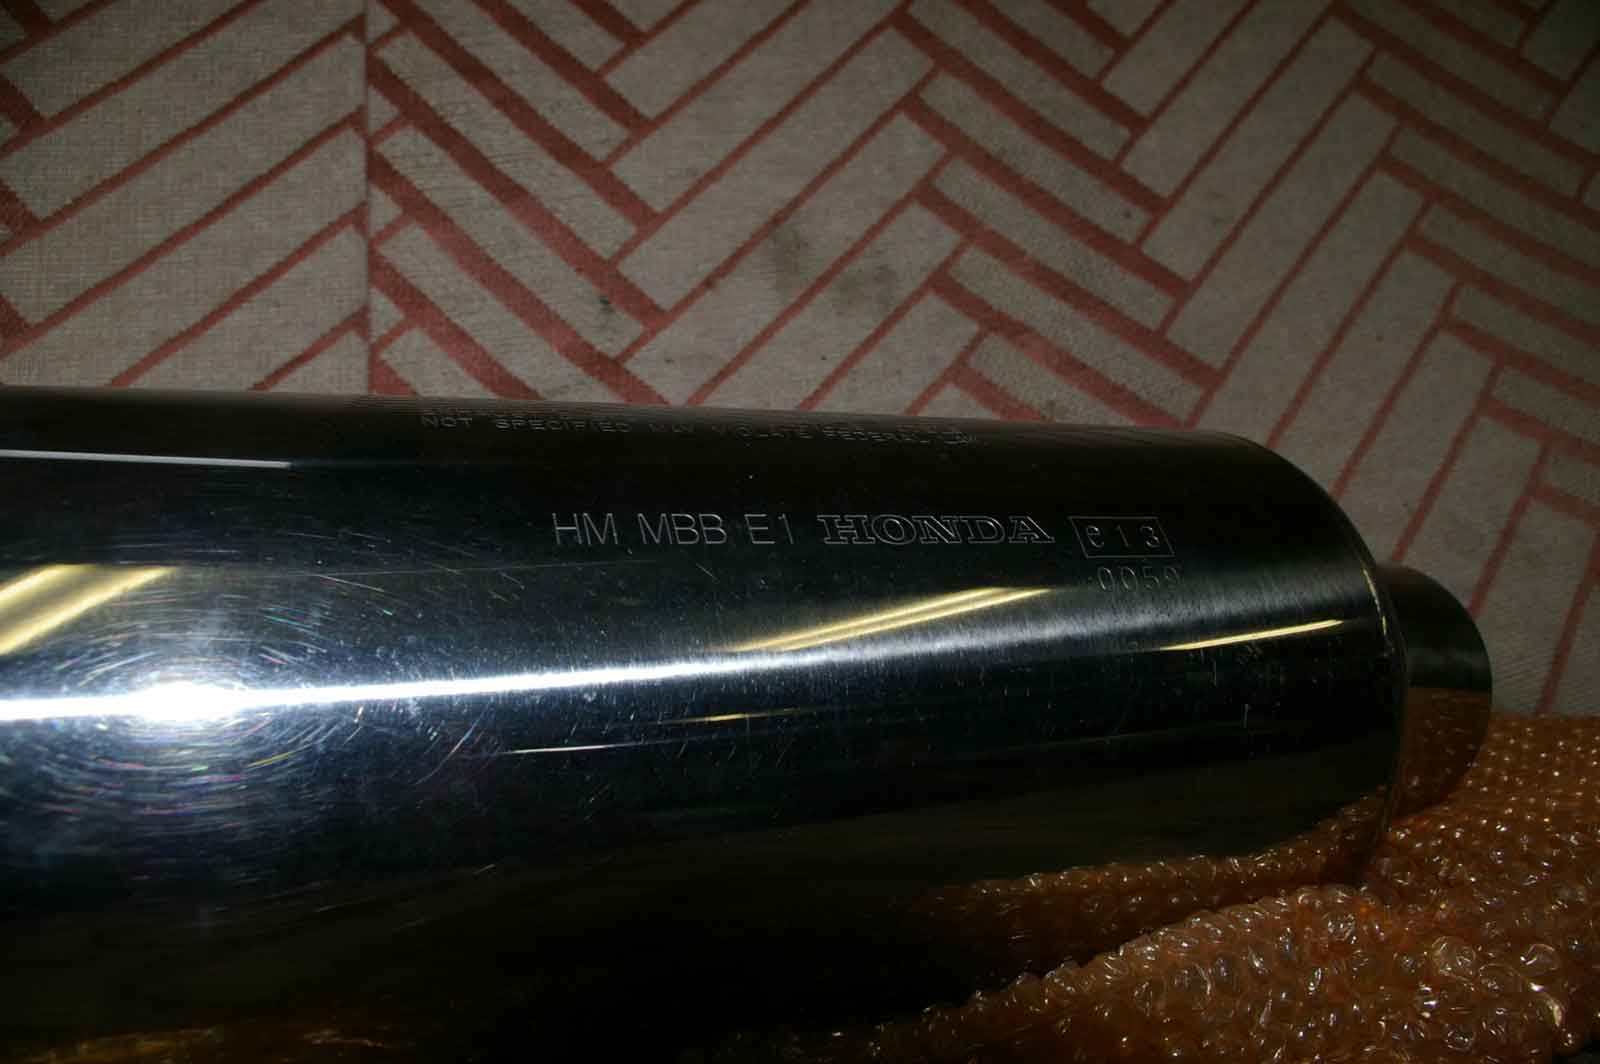 NOT SPECIFIED MAY VIOLATE FEDERAL LAW.
HM MBB E1 HONDA e13
0059